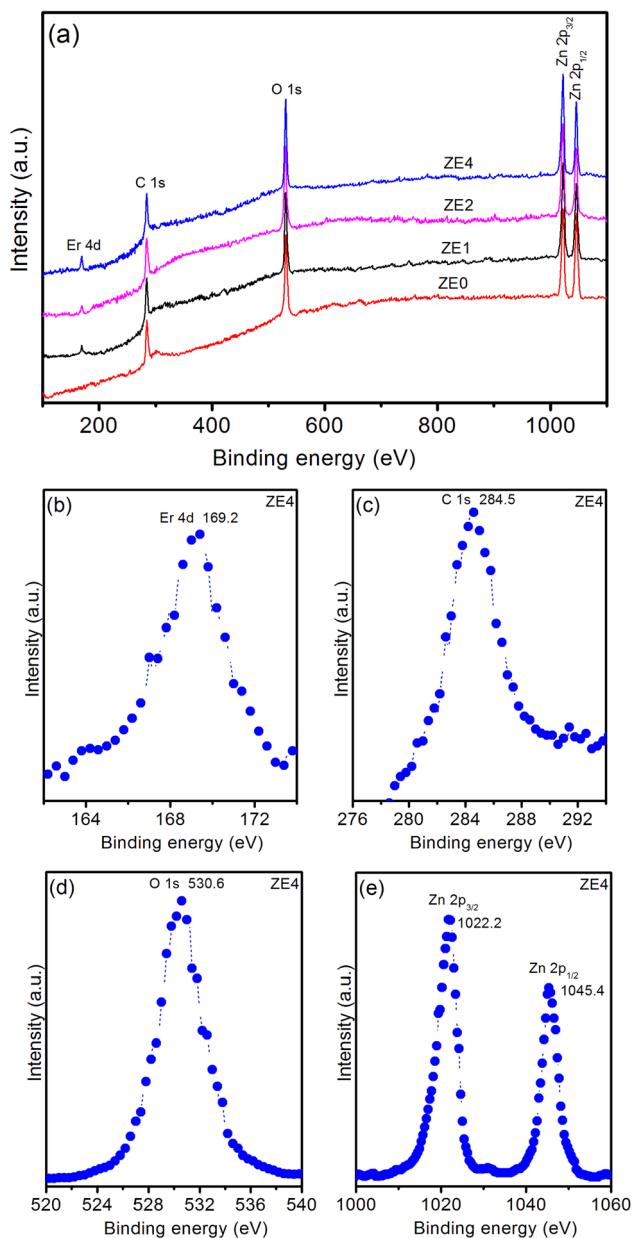 (a)
Zn 2p3/2
Zn 2p1/2
O 1s
C 1s
Er 4d
ZE4
ZE2
ZE1
ZE0
Intensity (a.u.)
200 400 600 800 1000
Binding energy (eV)
(b) ZE4
Er 4d 169.2
Intensity (a.u.)
164 168 172
Binding energy (eV)
(c) ZE4
C 1s 284.5
Intensity (a.u.)
276 280 284 288 292
Binding energy (eV)
(d) ZE4
O 1s 530.6
Intensity (a.u.)
520 524 528 532 536 540
Binding energy (eV)
(e) ZE4
Zn 2p3/2
1022.2
Zn 2p1/2
1045.4
Intensity (a.u.)
1000 1020 1040 1060
Binding energy (eV)